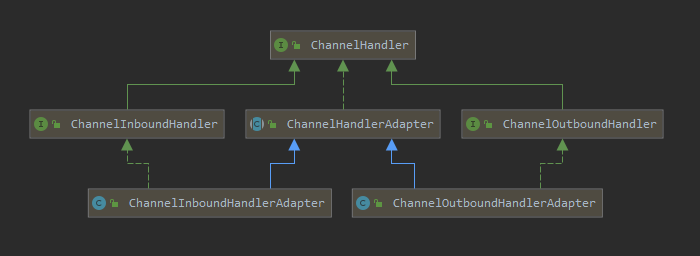 I ChannelHandler
I ChannelInboundHandler
C ChannelHandlerAdapter
I ChannelOutboundHandler
C ChannelInboundHandlerAdapter
C ChannelOutboundHandlerAdapter